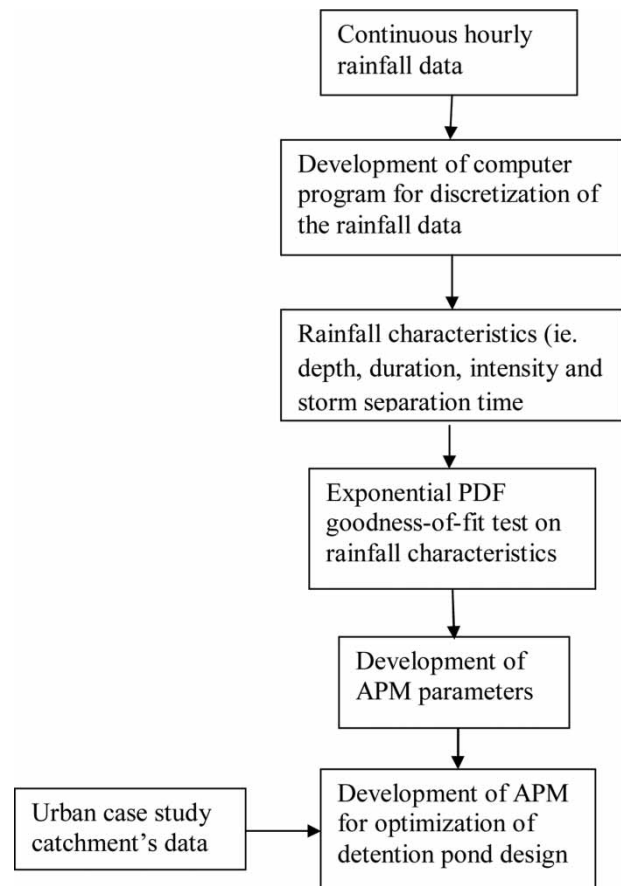 Continuous hourly
rainfall data
Development of computer
program for discretization of
the rainfall data
Rainfall characteristics (ie.
depth, duration, intensity and
storm separation time
Exponential PDF
goodness-of-fit test on
rainfall characteristics
Development of
APM parameters
Urban case study
catchment's data
Development of APM
for optimization of
detention pond design